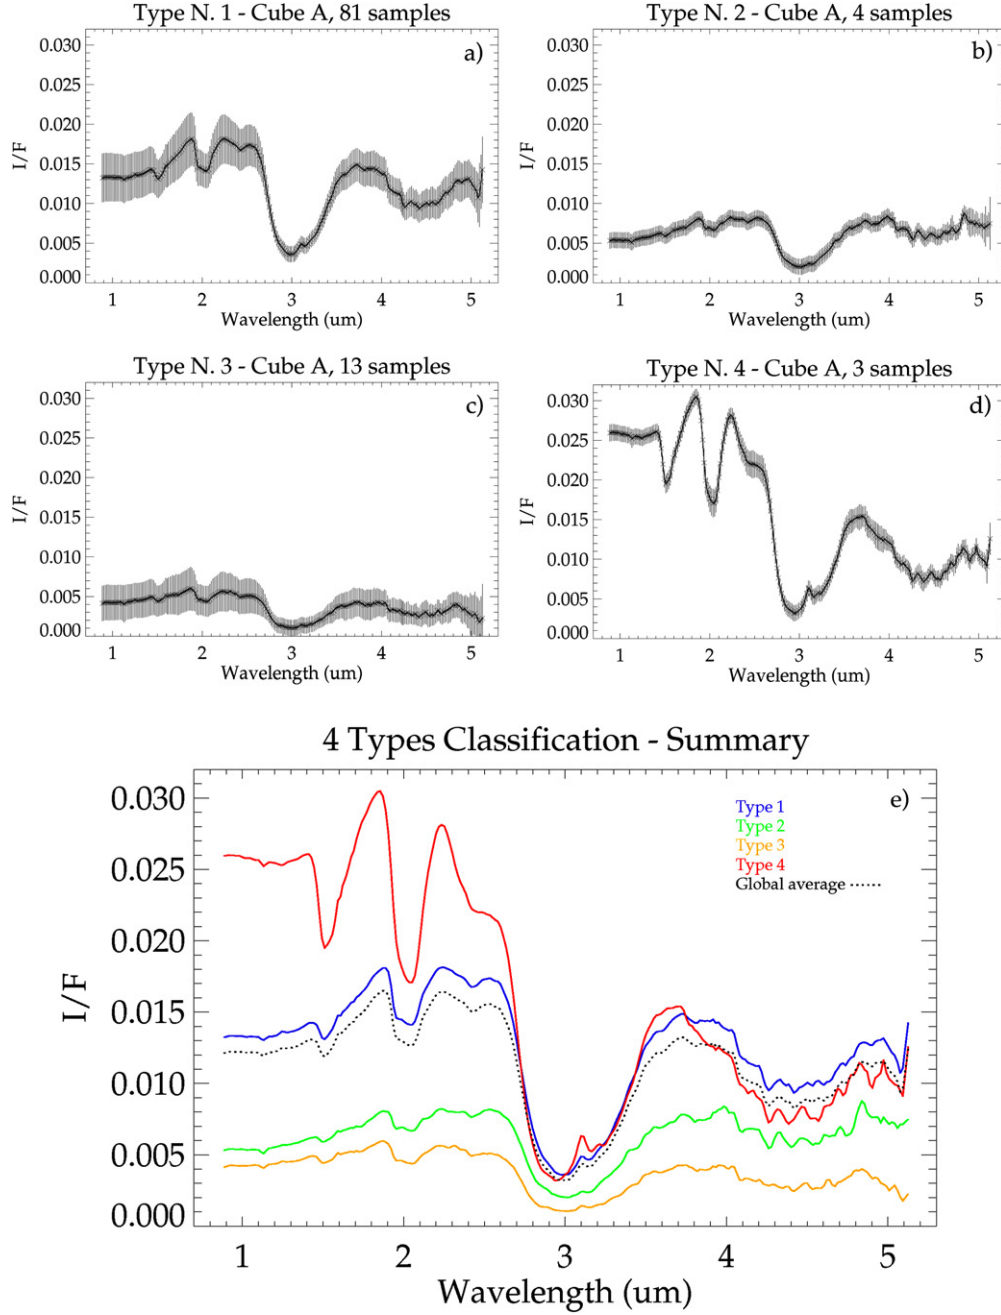 Type N. 1 - Cube A, 81 samples
a)
0.030
0.025
0.020
0.015
0.010
0.005
0.000
I/F
1 2 3 4 5
Wavelength (um)
Type N. 2 - Cube A, 4 samples
b)
0.030
0.025
0.020
0.015
0.010
0.005
0.000
I/F
1 2 3 4 5
Wavelength (um)
Type N. 3 - Cube A, 13 samples
c)
0.030
0.025
0.020
0.015
0.010
0.005
0.000
I/F
1 2 3 4 5
Wavelength (um)
Type N. 4 - Cube A, 3 samples
d)
0.030
0.025
0.020
0.015
0.010
0.005
0.000
I/F
1 2 3 4 5
Wavelength (um)
4 Types Classification - Summary
e)
Type 1
Type 2
Type 3
Type 4
Global average
0.030
0.025
0.020
0.015
0.010
0.005
0.000
I/F
1 2 3 4 5
Wavelength (um)